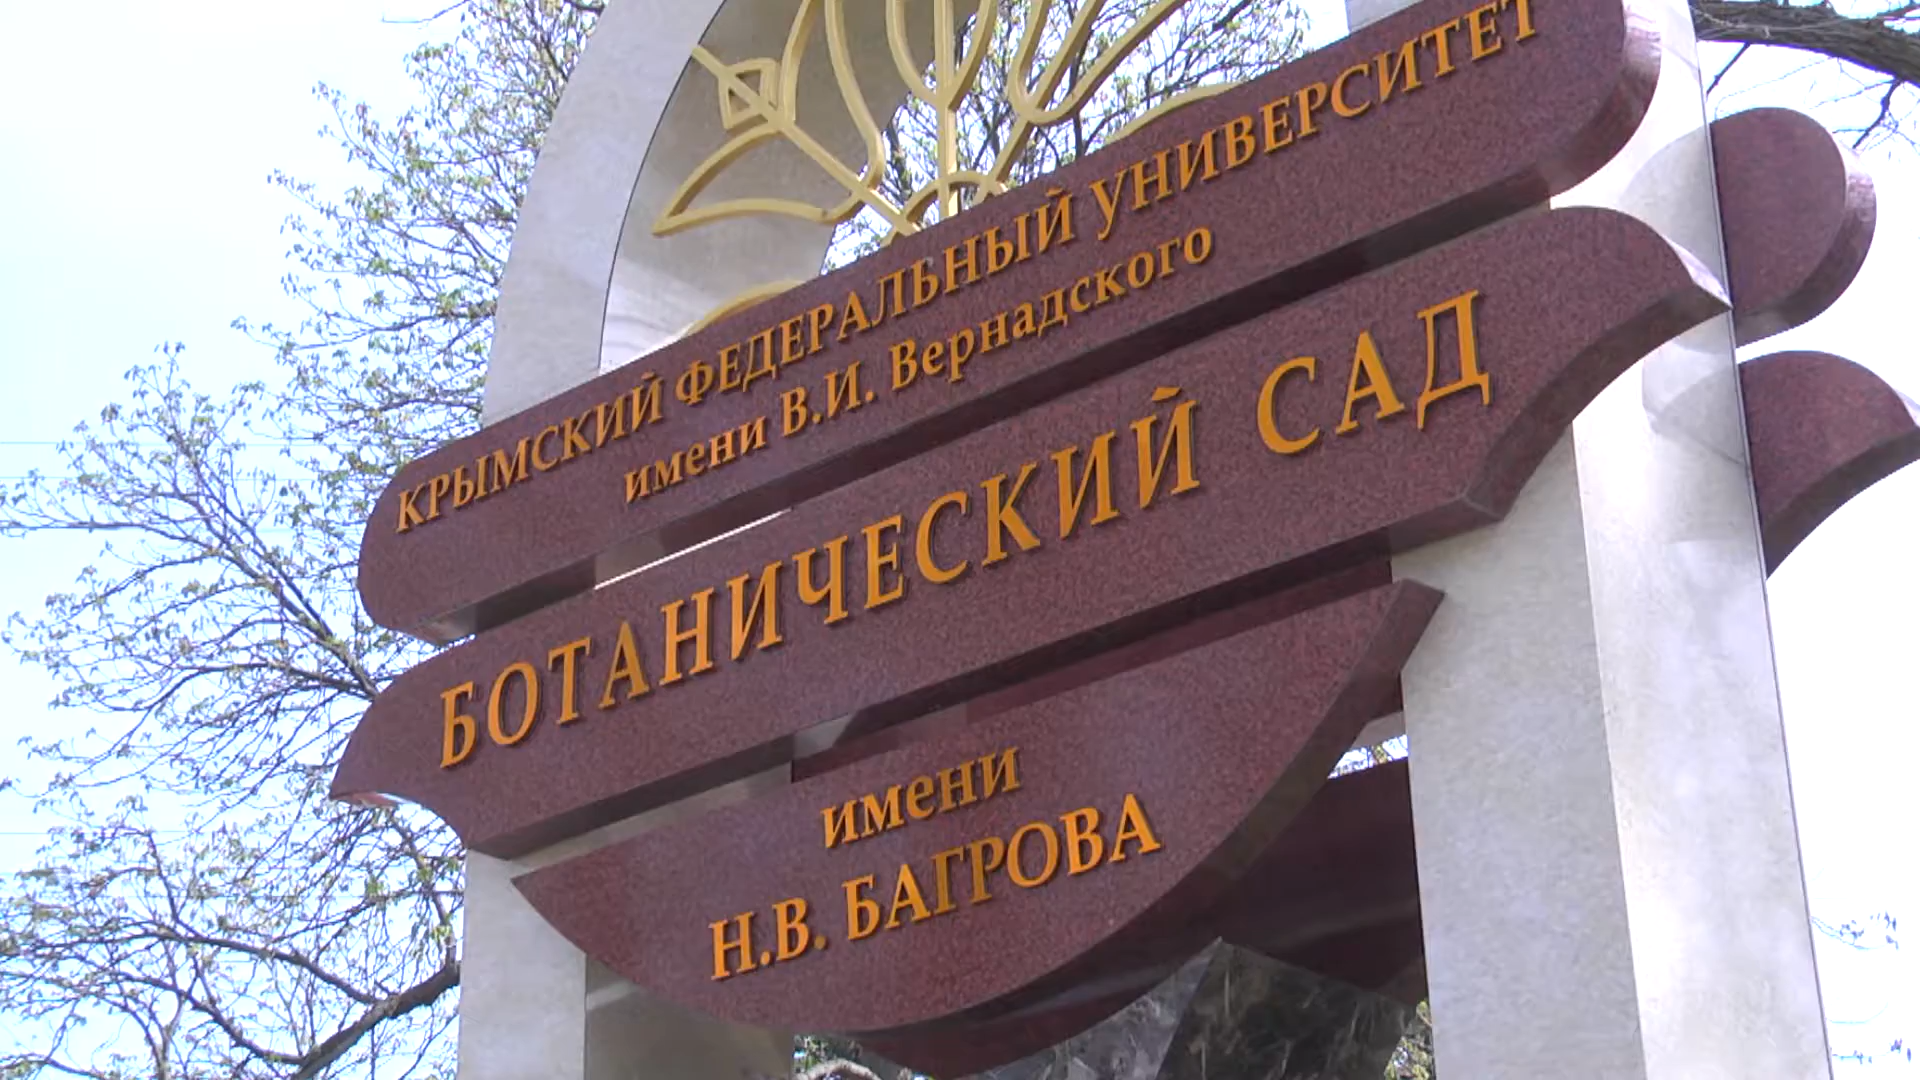 КРЫМСКИЙ ФЕДЕРАЛЬНЫЙ УНИВЕРСИТЕТ
имени В.И. Вернадского
БОТАНИЧЕСКИЙ САД
имени
Н.В. БАГРОВА